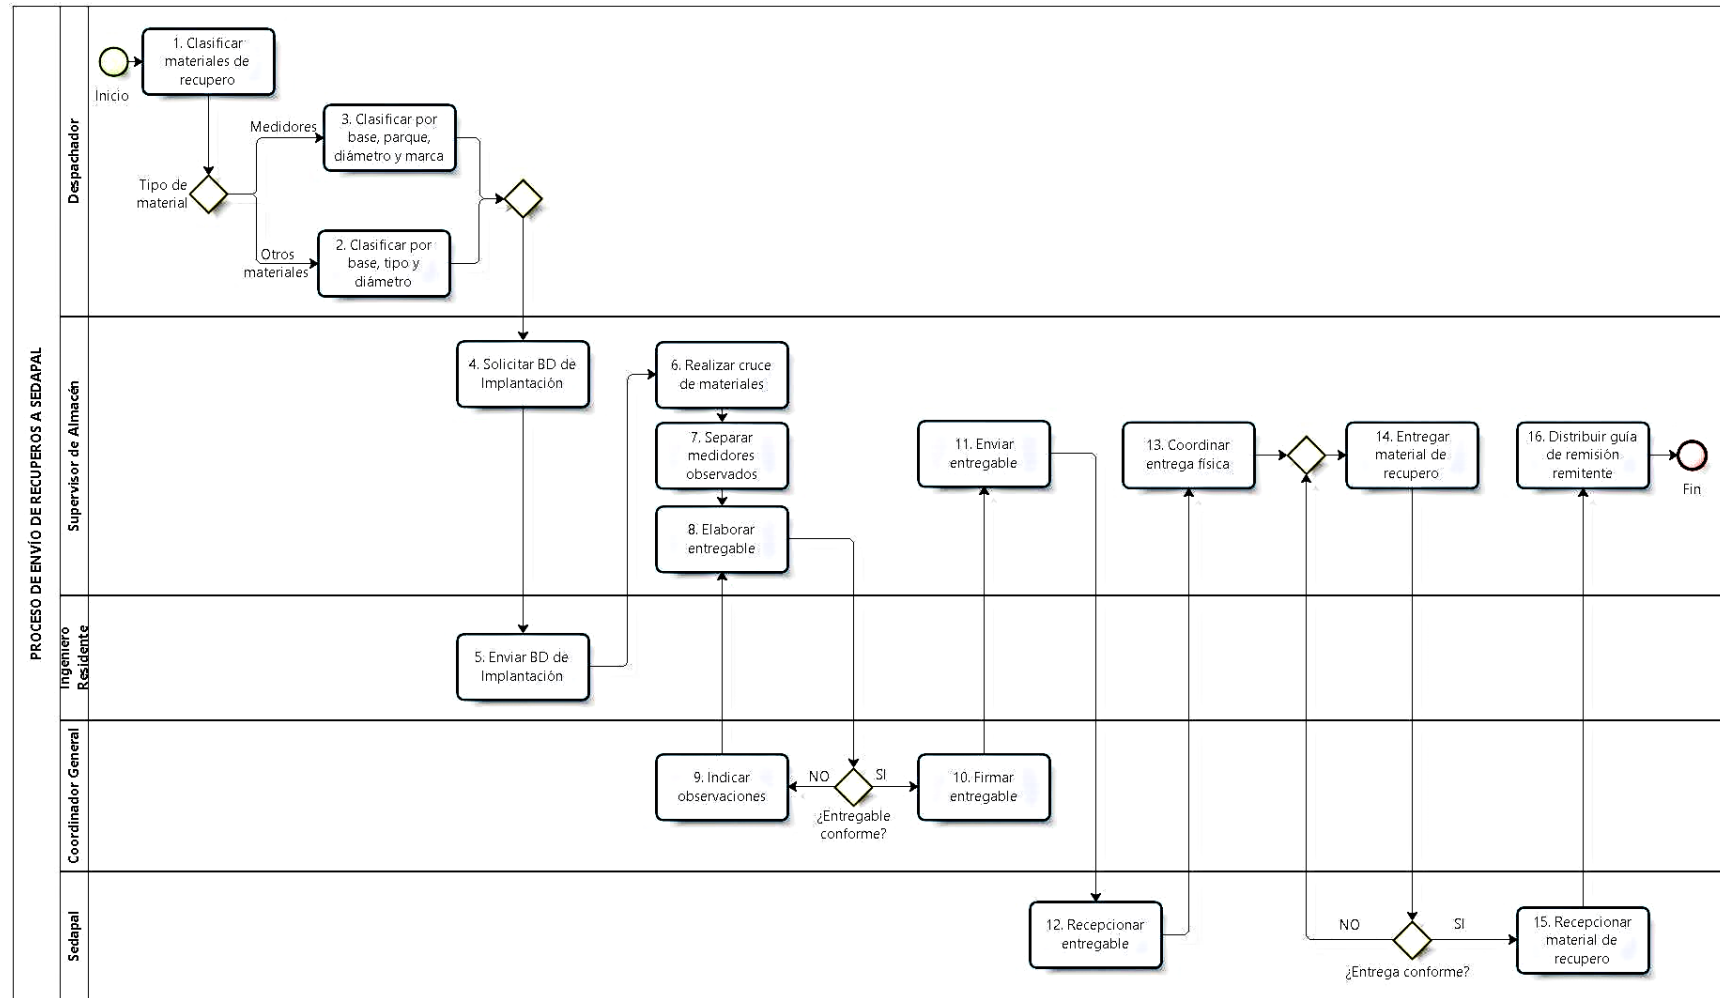 PROCESO DE ENVÍO DE RECUPEROS A SEDAPAL
Despachador
Inicio
1. Clasificar
materiales de
recupero
Tipo de
material
Medidores
3. Clasificar por
base, parque,
diámetro y marca
Otros
materiales
2. Clasificar por
base, tipo y
diámetro
Supervisor de Almacén
4. Solicitar BD de
Implantación
6. Realizar cruce
de materiales
7. Separar
medidores
observados
8. Elaborar
entregable
11. Enviar
entregable
13. Coordinar
entrega física
14. Entregar
material de
recupero
16. Distribuir guía
de remisión
remitente
Fin
Ingeniero
Residente
5. Enviar BD de
Implantación
Coordinador General
9. Indicar
observaciones
NO
SI
¿Entregable
conforme?
10. Firmar
entregable
Sedapal
12. Recepcionar
entregable
NO
SI
¿Entrega conforme?
15. Recepcionar
material de
recupero